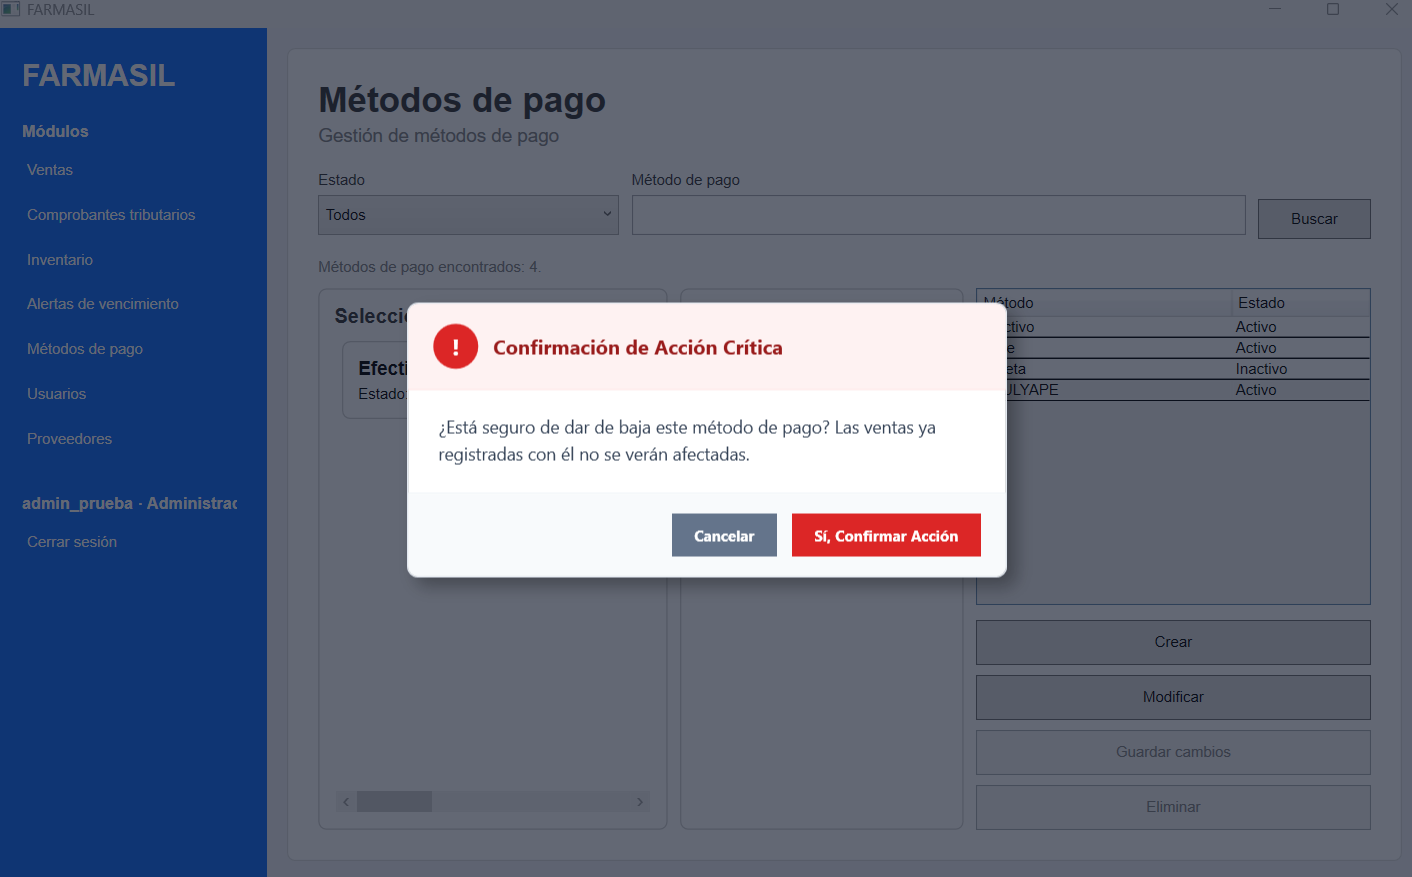 FARMASIL
FARMASIL
Módulos
Ventas
Comprobantes tributarios
Inventario
Alertas de vencimiento
Métodos de pago
Usuarios
Proveedores
admin_prueba · Administrac
Cerrar sesión
Métodos de pago
Gestión de métodos de pago
Estado
Método de pago
Todos
Buscar
Métodos de pago encontrados: 4.
Selecci
Efecti
Estado:
Método Estado
ctivo Activo
e Activo
eta Inactivo
ULYAPE Activo
! Confirmación de Acción Crítica
¿Está seguro de dar de baja este método de pago? Las ventas ya
registradas con él no se verán afectadas.
Cancelar
Sí, Confirmar Acción
Crear
Modificar
Guardar cambios
Eliminar